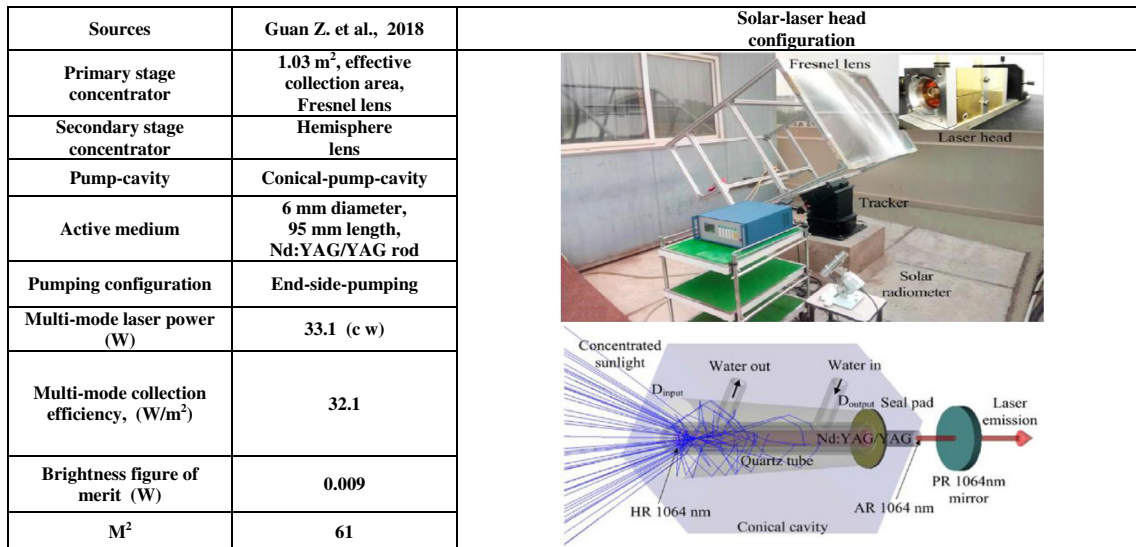 Sources
Guan Z. et al., 2018
Solar-laser head
configuration
Primary stage
concentrator
1.03 m², effective
collection area,
Fresnel lens
Secondary stage
concentrator
Hemisphere
lens
Pump-cavity
Conical-pump-cavity
Active medium
6 mm diameter,
95 mm length,
Nd:YAG/YAG rod
Pumping configuration
End-side-pumping
Multi-mode laser power
(W)
33.1 (c w)
Multi-mode collection
efficiency, (W/m²)
32.1
Brightness figure of
merit (W)
0.009
M²
61
Fresnel lens
Laser head
Tracker
Solar
radiometer
Concentrated
sunlight
Water out
Water in
Dinput
Doutput
Seal pad
Laser
emission
Nd:YAG/YAG
Quartz tube
PR 1064nm
mirror
HR 1064 nm
AR 1064 nm
Conical cavity